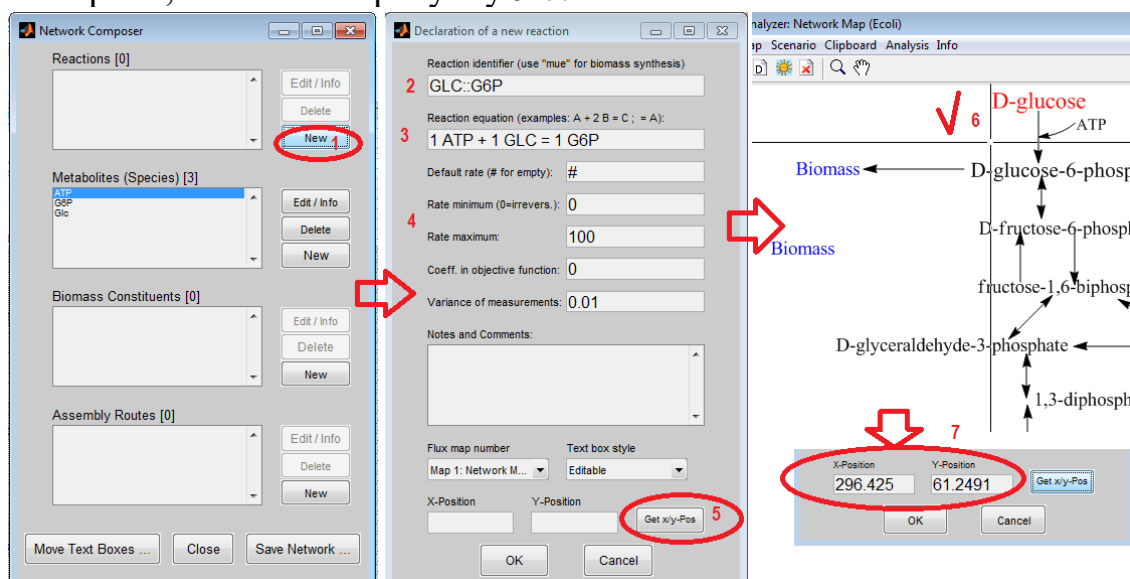 Network Composer
Reactions [0]
Edit / Info
Delete
New
1
Metabolites (Species) [3]
ATP
G6P
Glc
Edit / Info
Delete
New
Biomass Constituents [0]
Edit / Info
Delete
New
Assembly Routes [0]
Edit / Info
Delete
New
Move Text Boxes ...
Close
Save Network ...
Declaration of a new reaction
Reaction identifier (use "mue" for biomass synthesis)
2 GLC::G6P
Reaction equation (examples: A + 2 B = C ; = A):
3 1 ATP + 1 GLC = 1 G6P
Default rate (# for empty): #
Rate minimum (0=irrevers.): 0
4
Rate maximum: 100
Coeff. in objective function: 0
Variance of measurements: 0.01
Notes and Comments:
Flux map number Text box style
Map 1: Network M... Editable
X-Position Y-Position
Get x/y-Pos 5
OK Cancel
nalyzer: Network Map (Ecoli)
ap Scenario Clipboard Analysis Info
D
6
D-glucose
ATP
Biomass D-glucose-6-phosp
D-fructose-6-phosph
Biomass
fructose-1,6-biphosp
D-glyceraldehyde-3-phosphate
1,3-diphosph
7
X-Position Y-Position
296.425 61.2491 Get x/y-Pos
OK Cancel